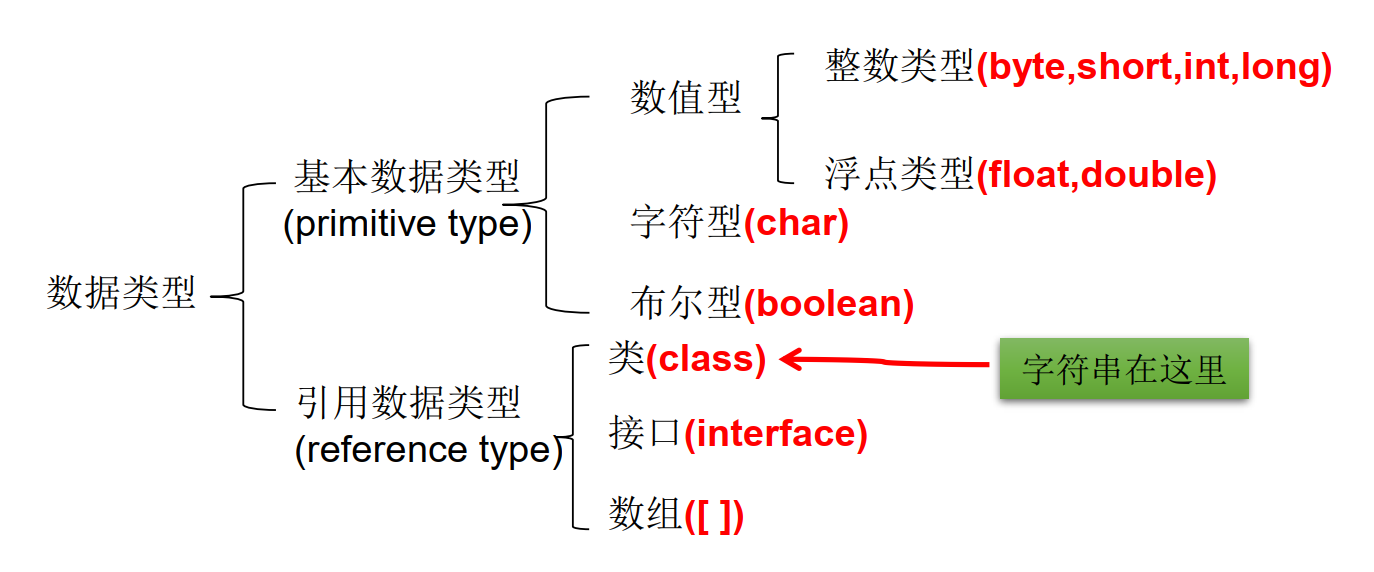 数据类型
基本数据类型
(primitive type)
数值型
整数类型(byte,short,int,long)
浮点类型(float,double)
字符型(char)
布尔型(boolean)
引用数据类型
(reference type)
类(class)
字符串在这里
接口(interface)
数组([ ])